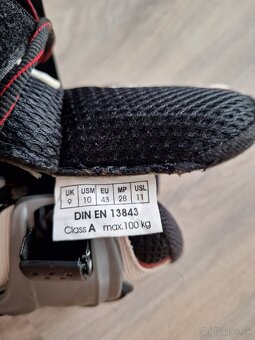 UK USM EU MP USL
9 10 43 28 11
DIN EN 13843
Class A max.100 kg